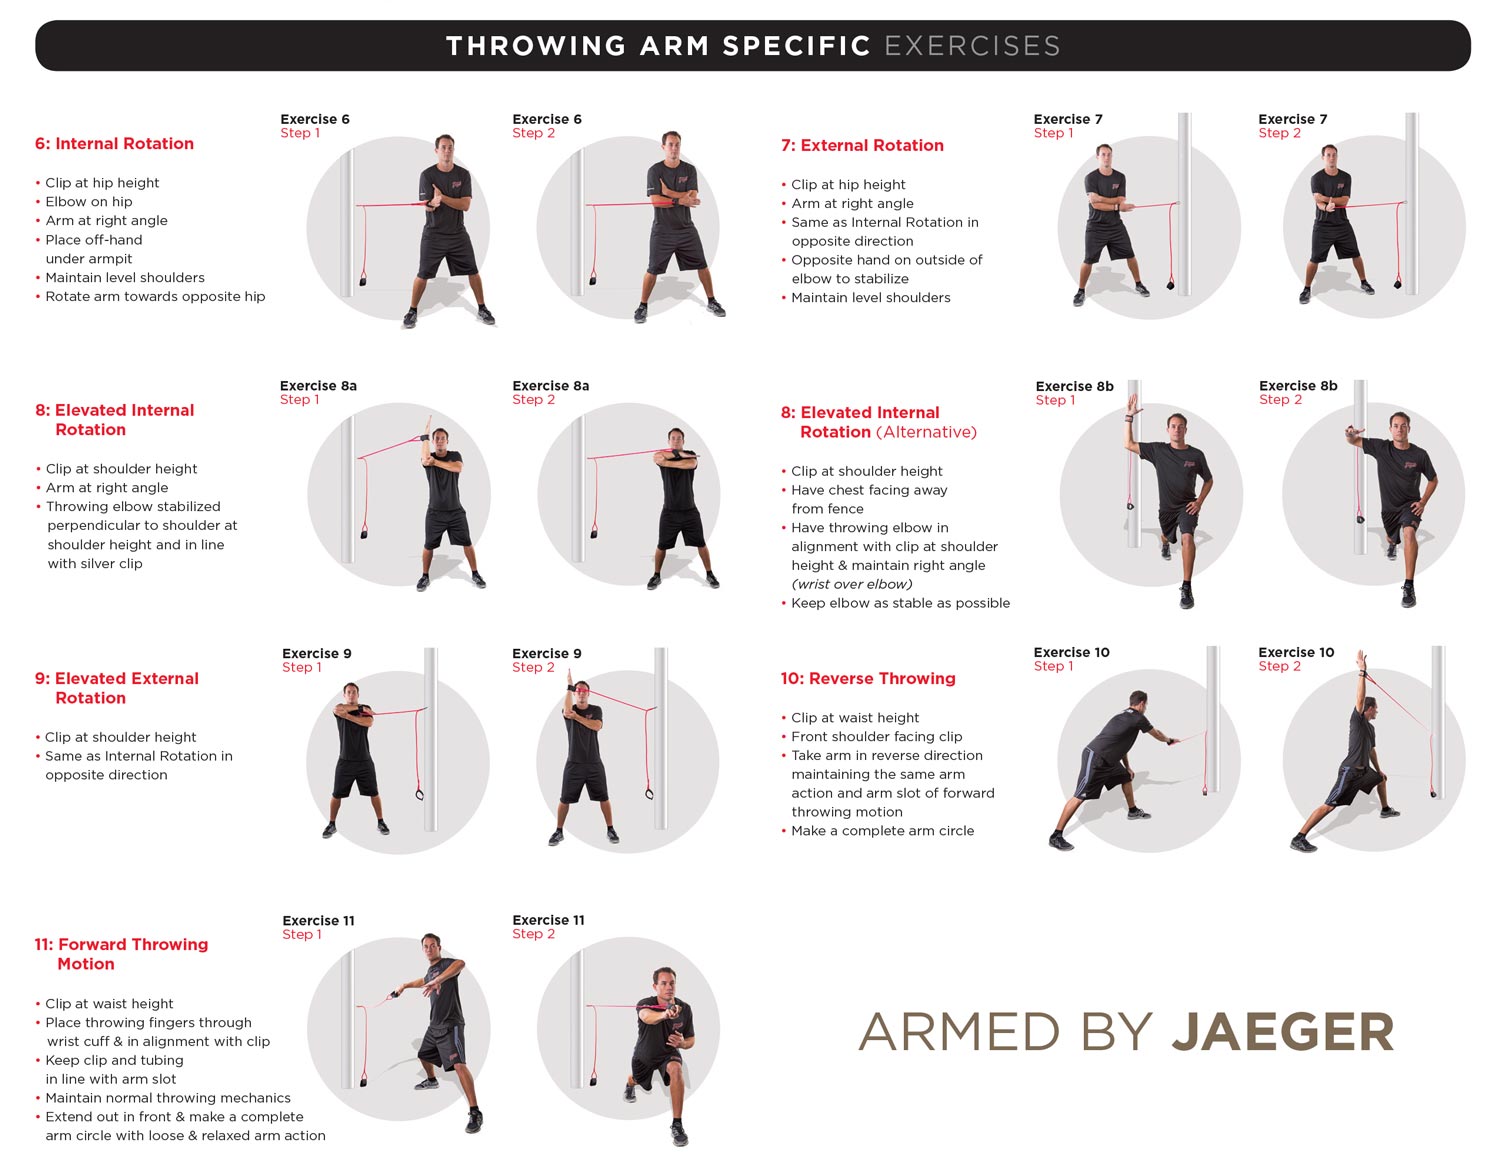 THROWING ARM SPECIFIC EXERCISES
6: Internal Rotation
• Clip at hip height
• Elbow on hip
• Arm at right angle
• Place off-hand
under armpit
• Maintain level shoulders
• Rotate arm towards opposite hip
Exercise 6
Step 1
Exercise 6
Step 2
7: External Rotation
• Clip at hip height
• Arm at right angle
• Same as Internal Rotation in
opposite direction
• Opposite hand on outside of
elbow to stabilize
• Maintain level shoulders
Exercise 7
Step 1
Exercise 7
Step 2
8: Elevated Internal
Rotation
• Clip at shoulder height
• Arm at right angle
• Throwing elbow stabilized
perpendicular to shoulder at
shoulder height and in line
with silver clip
Exercise 8a
Step 1
Exercise 8a
Step 2
8: Elevated Internal
Rotation (Alternative)
• Clip at shoulder height
• Have chest facing away
from fence
• Have throwing elbow in
alignment with clip at shoulder
height & maintain right angle
(wrist over elbow)
• Keep elbow as stable as possible
Exercise 8b
Step 1
Exercise 8b
Step 2
9: Elevated External
Rotation
• Clip at shoulder height
• Same as Internal Rotation in
opposite direction
Exercise 9
Step 1
Exercise 9
Step 2
10: Reverse Throwing
• Clip at waist height
• Front shoulder facing clip
• Take arm in reverse direction
maintaining the same arm
action and arm slot of forward
throwing motion
• Make a complete arm circle
Exercise 10
Step 1
Exercise 10
Step 2
11: Forward Throwing
Motion
• Clip at waist height
• Place throwing fingers through
wrist cuff & in alignment with clip
• Keep clip and tubing
in line with arm slot
• Maintain normal throwing mechanics
• Extend out in front & make a complete
arm circle with loose & relaxed arm action
Exercise 11
Step 1
Exercise 11
Step 2
ARMED BY JAEGER